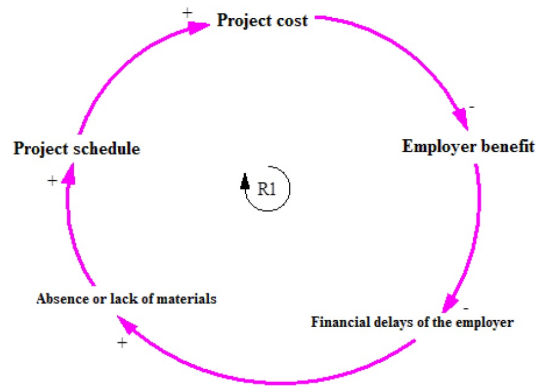 +
Project cost
-
Project schedule
Employer benefit
+
R1
Absence or lack of materials
-
Financial delays of the employer
+